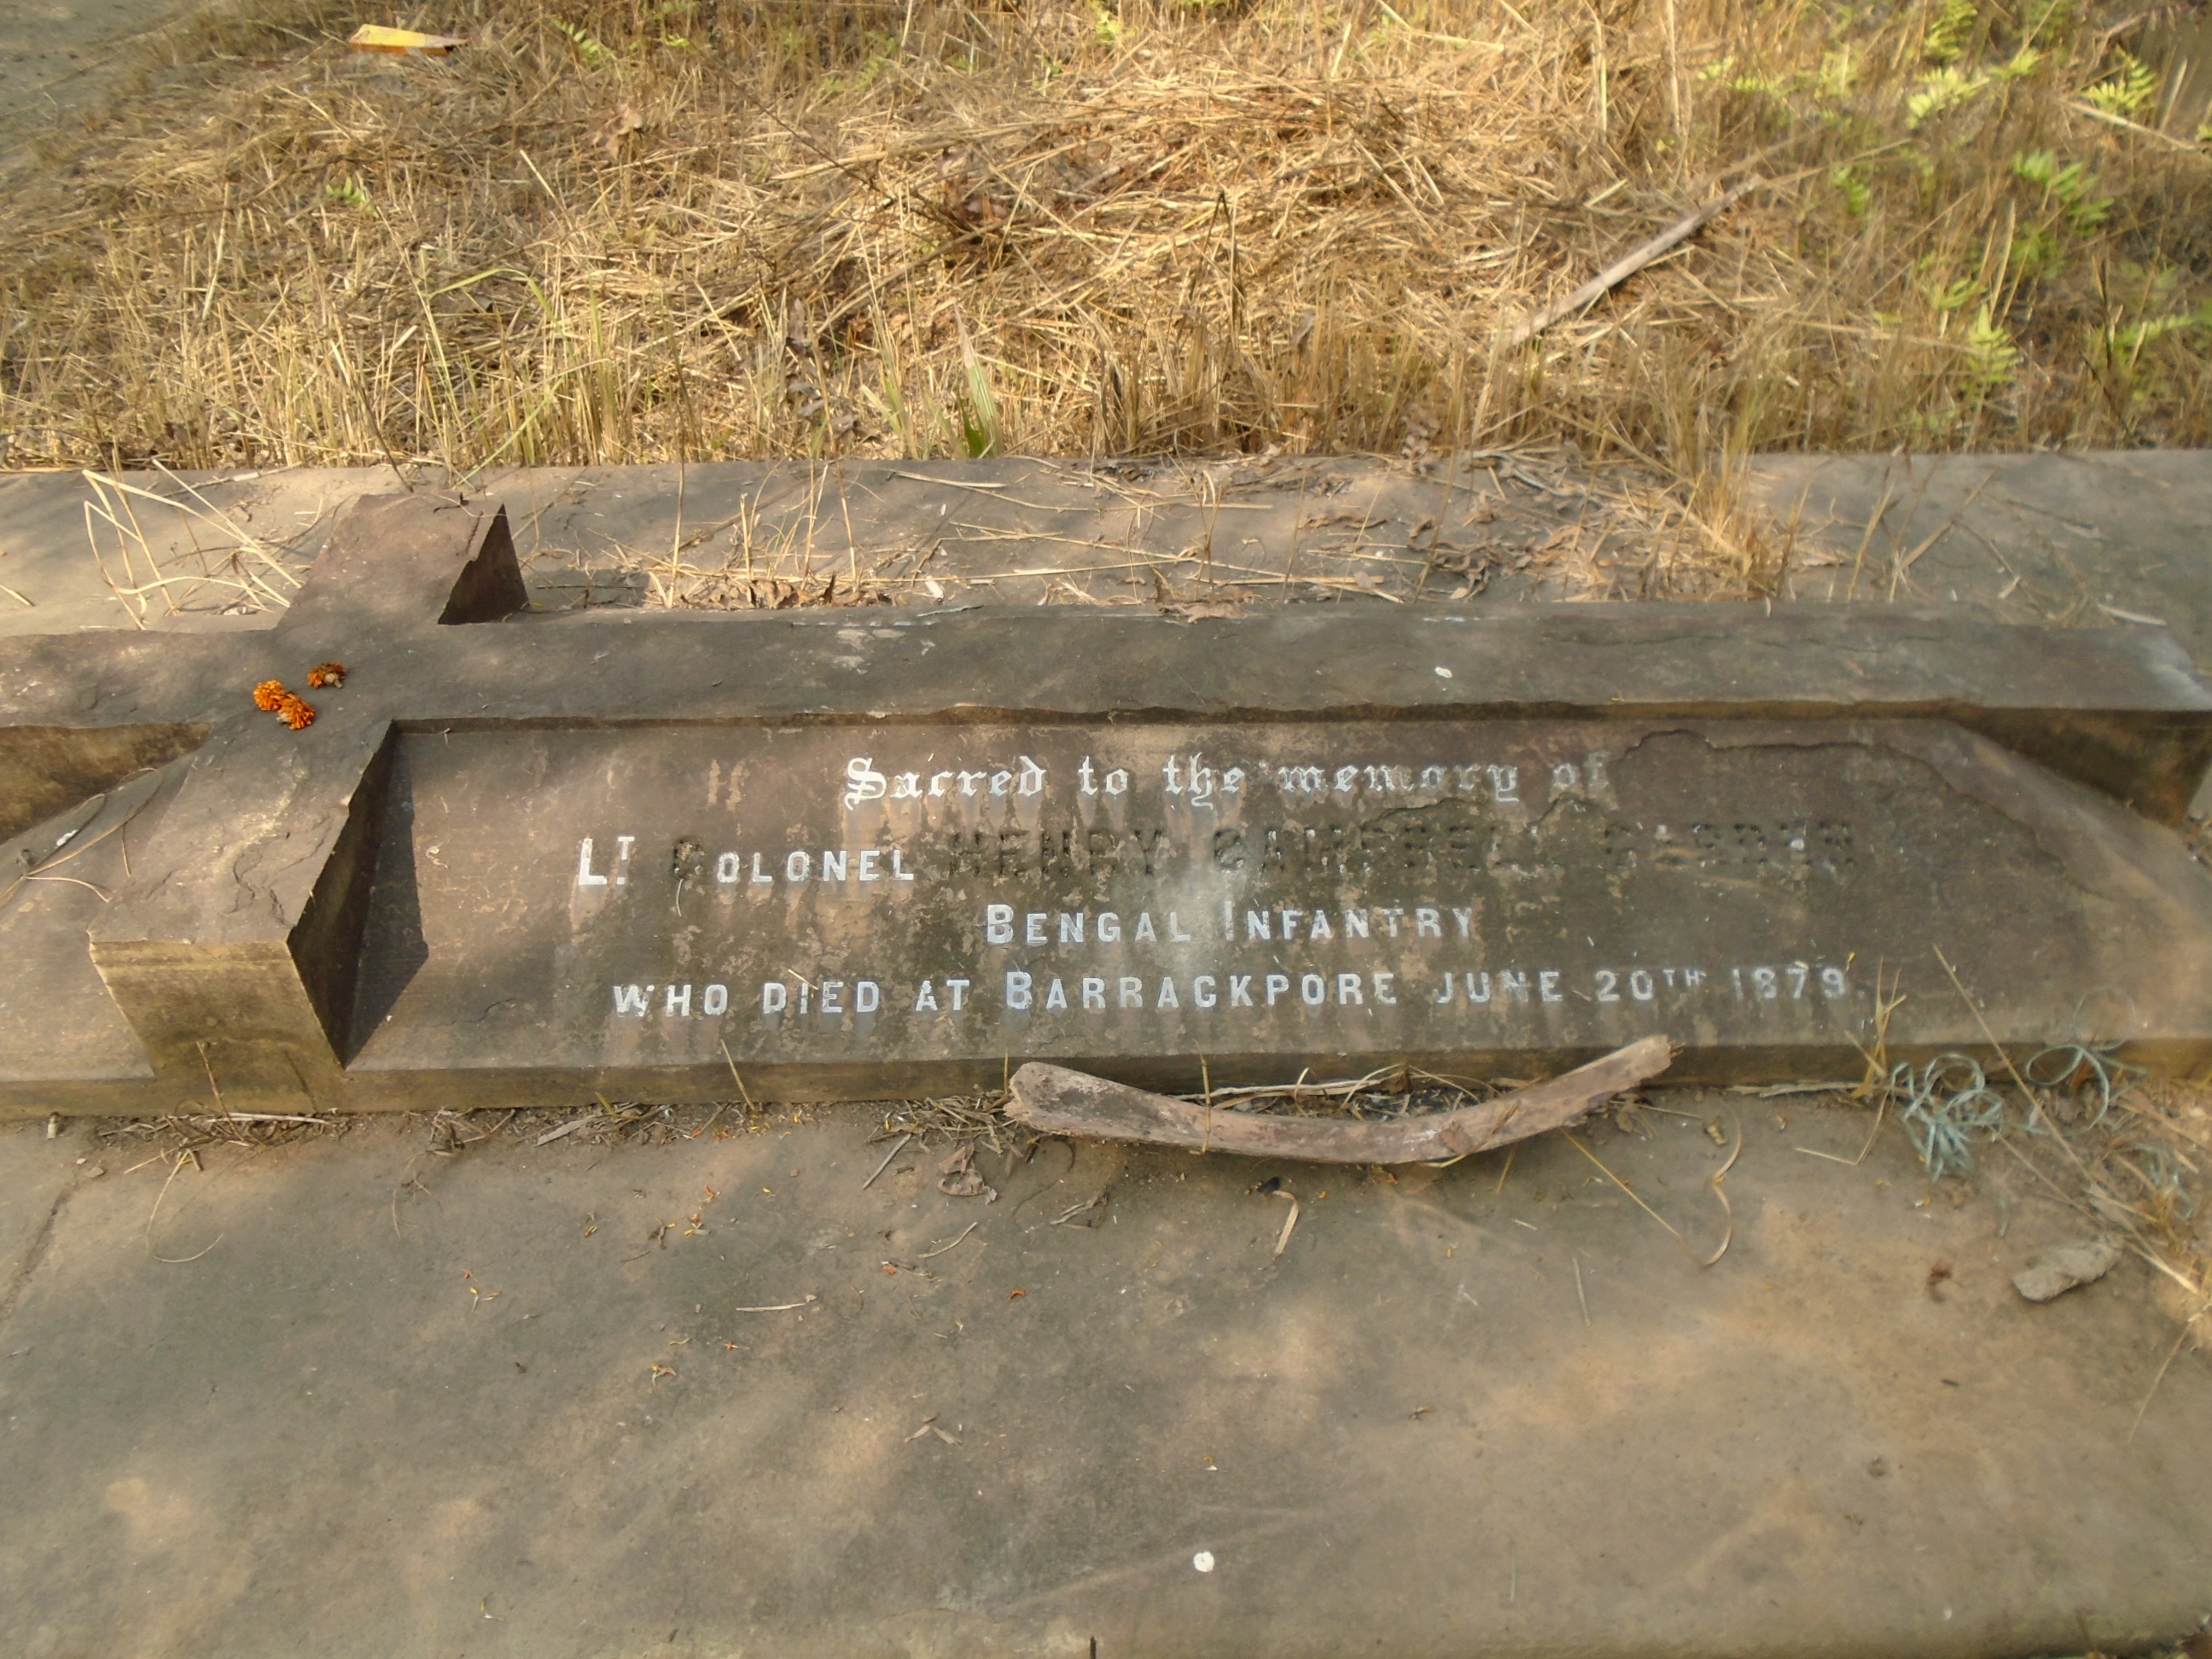 Sacred to the memory of
LT. COLONEL HENRY CAMPBELL
BENGAL INFANTRY
WHO DIED AT BARRACKPORE JUNE 20TH 1879.